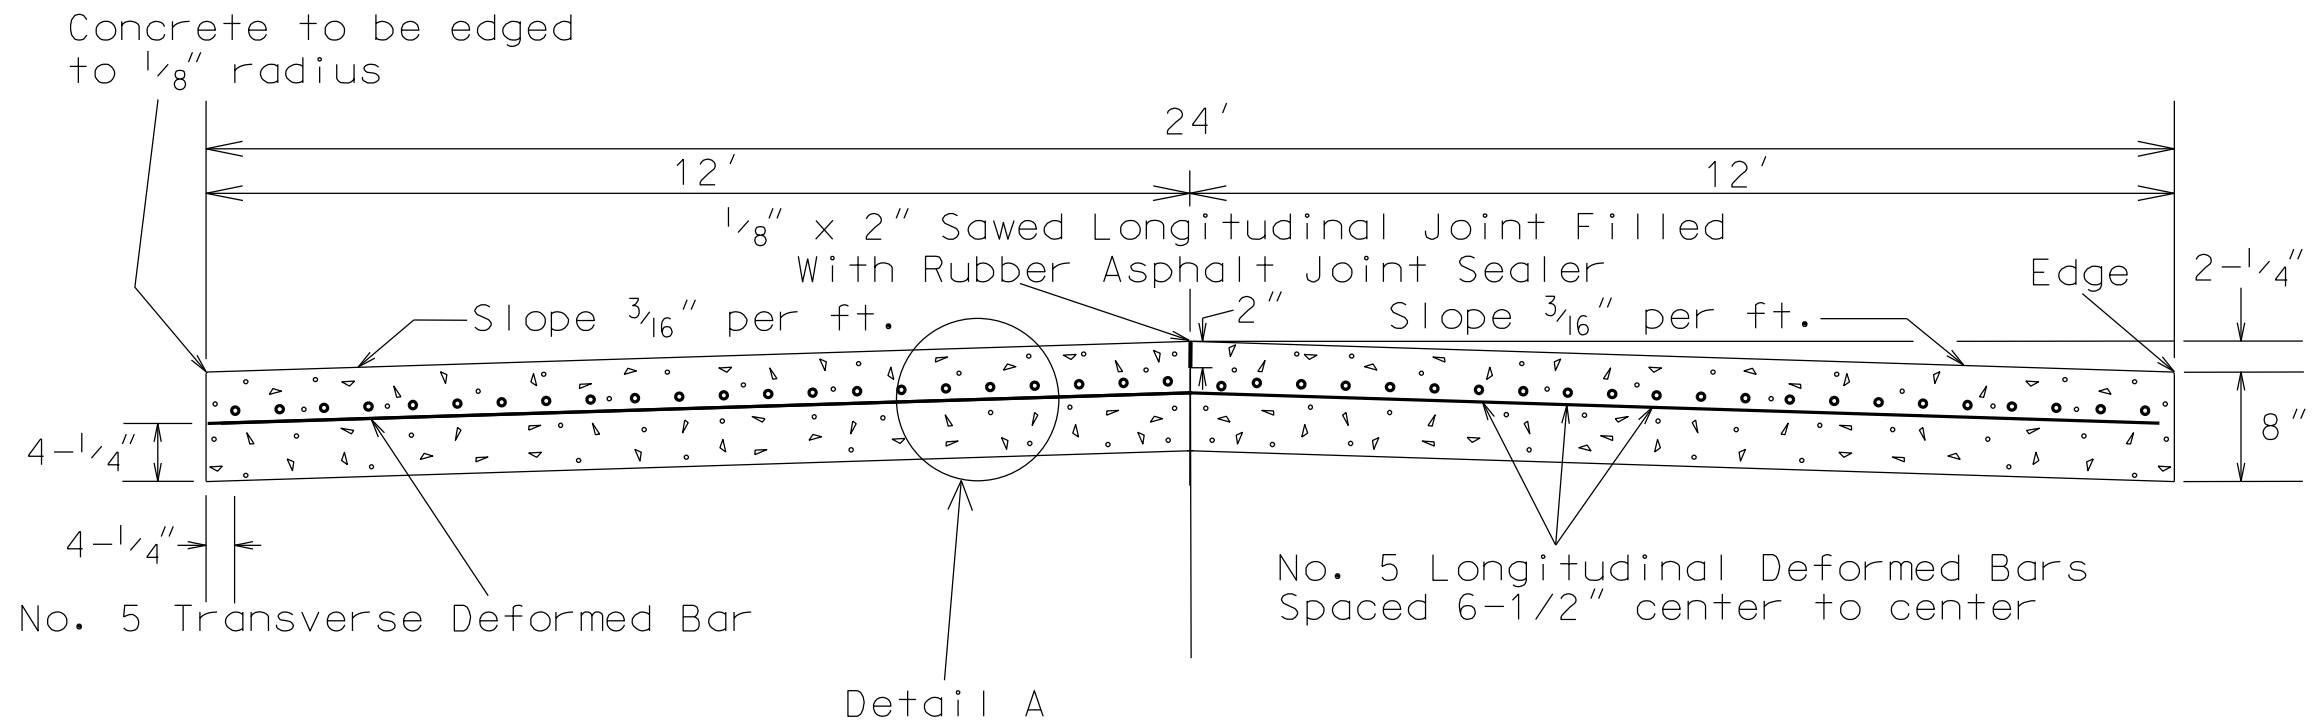 Concrete to be edged
to 1/8" radius
24'
12'
12'
1/8" x 2" Sawed Longitudinal Joint Filled
With Rubber Asphalt Joint Sealer
Edge
2-1/4"
Slope 3/16" per ft.
2"
Slope 3/16" per ft.
4-1/4"
8"
4-1/4"
No. 5 Transverse Deformed Bar
No. 5 Longitudinal Deformed Bars
Spaced 6-1/2" center to center
Detail A